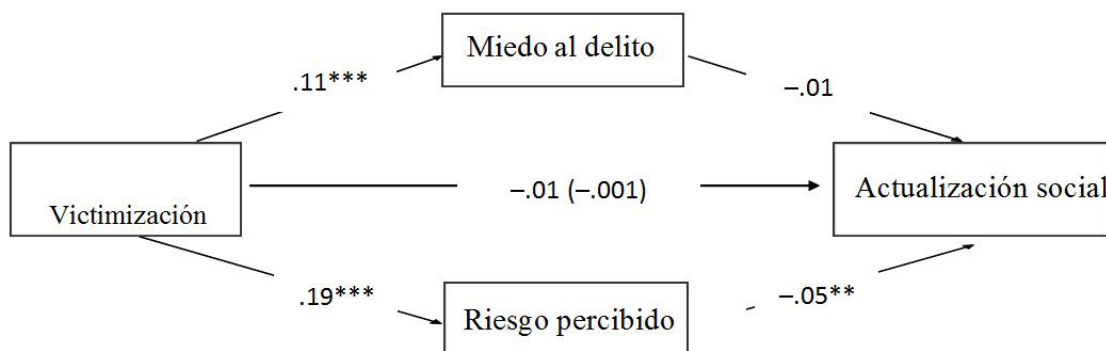 Miedo al delito
.11***
–.01
–.01 (–.001)
Actualización social
Victimización
.19***
–.05**
Riesgo percibido